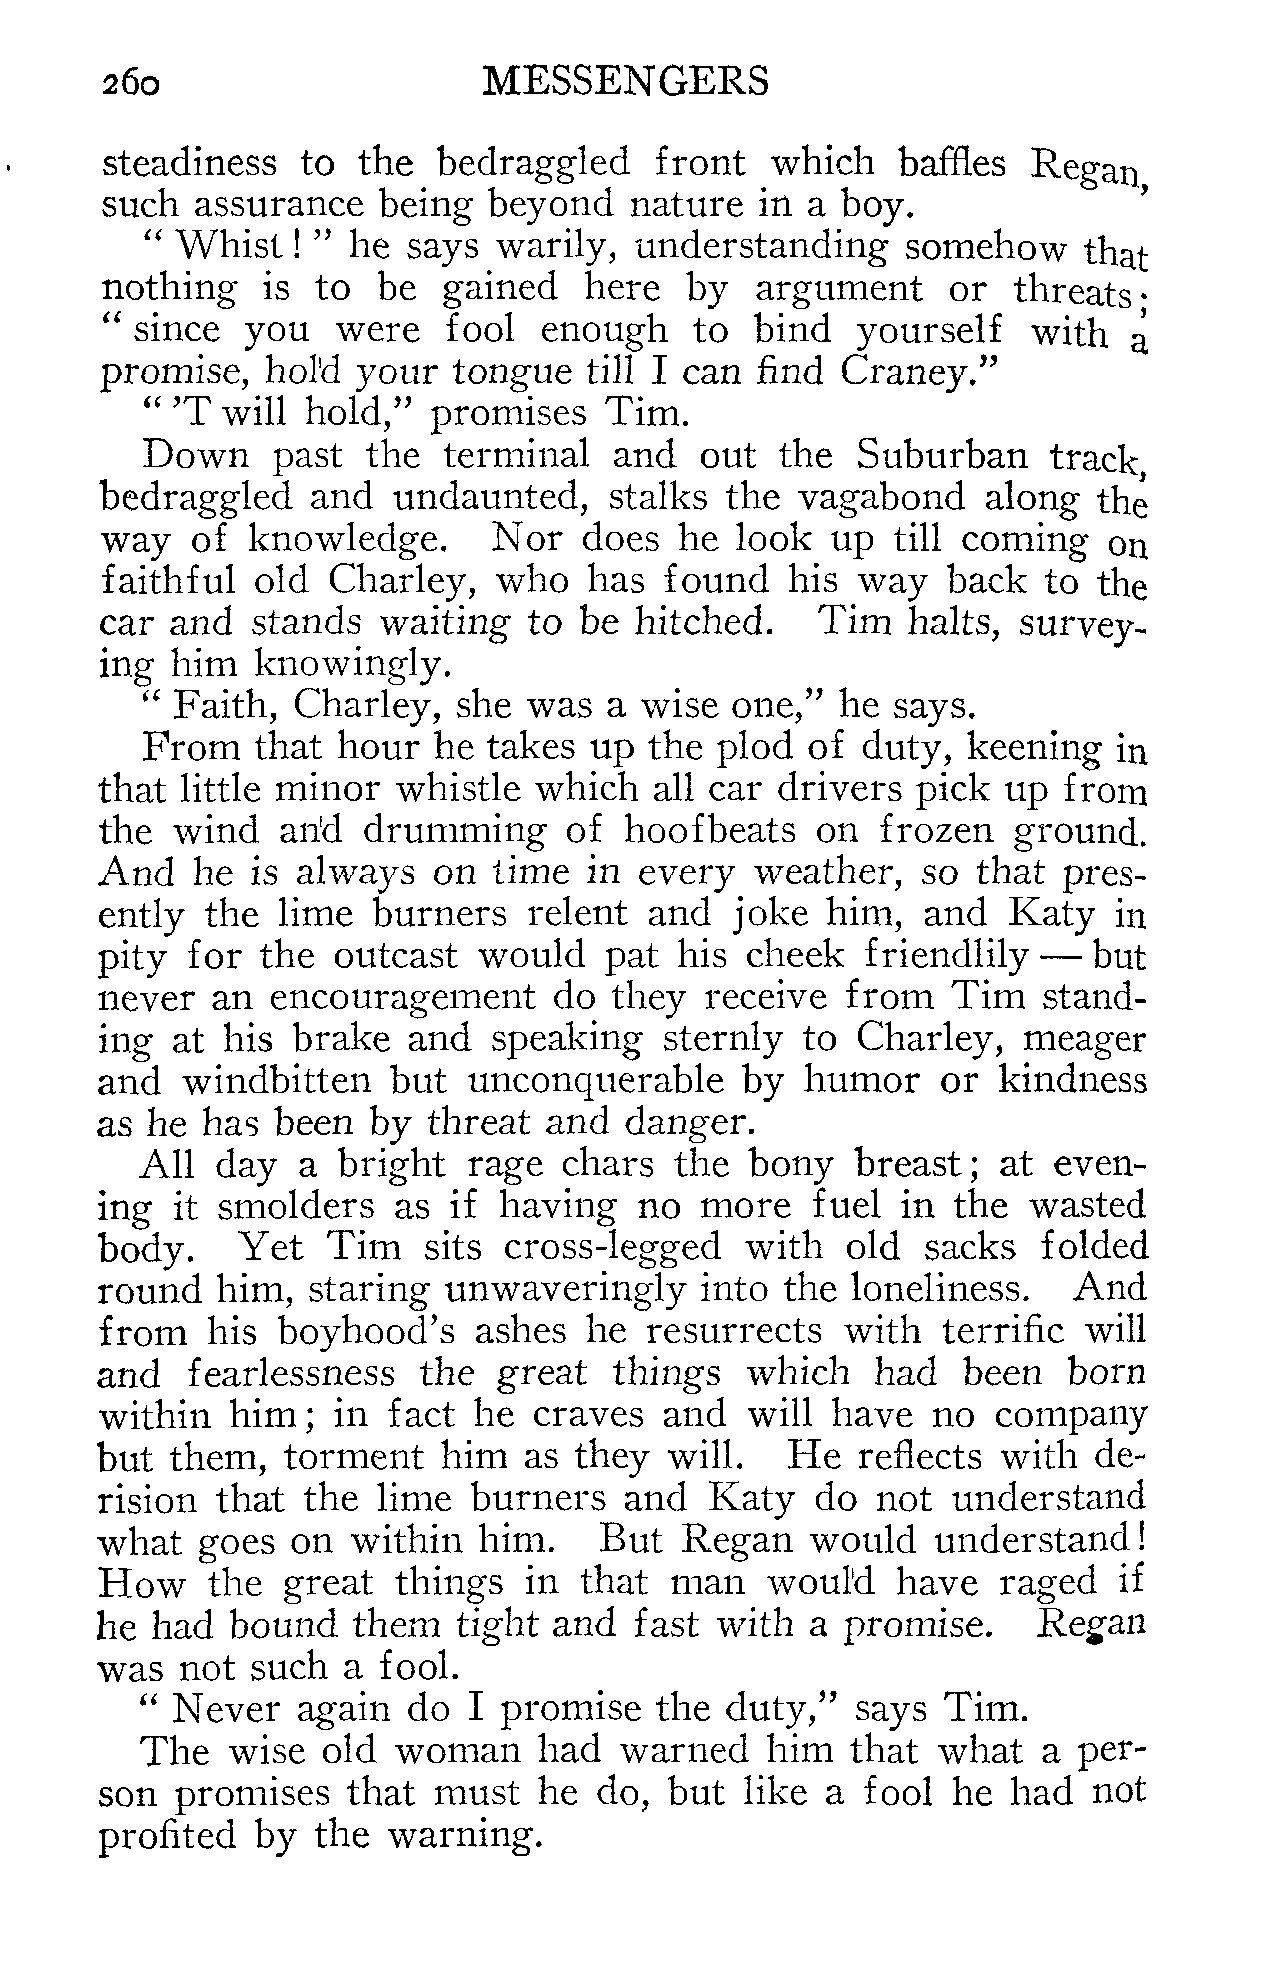 260 MESSENGERS
steadiness to the bedraggled front which baffles Regan,
such assurance being beyond nature in a boy.
“ Whist ! ” he says warily, understanding somehow that
nothing is to be gained here by argument or threats;
“ since you were fool enough to bind yourself with a
promise, hold your tongue till I can find Craney.”
“ ’T will hold,” promises Tim.
Down past the terminal and out the Suburban track,
bedraggled and undaunted, stalks the vagabond along the
way of knowledge. Nor does he look up till coming on
faithful old Charley, who has found his way back to the
car and stands waiting to be hitched. Tim halts, survey-
ing him knowingly.
“ Faith, Charley, she was a wise one,” he says.
From that hour he takes up the plod of duty, keening in
that little minor whistle which all car drivers pick up from
the wind and drumming of hoofbeats on frozen ground.
And he is always on time in every weather, so that pres-
ently the lime burners relent and joke him, and Katy in
pity for the outcast would pat his cheek friendlily — but
never an encouragement do they receive from Tim stand-
ing at his brake and speaking sternly to Charley, meager
and windbitten but unconquerable by humor or kindness
as he has been by threat and danger.
All day a bright rage chars the bony breast; at even-
ing it smolders as if having no more fuel in the wasted
body. Yet Tim sits cross-legged with old sacks folded
round him, staring unwaveringly into the loneliness. And
from his boyhood’s ashes he resurrects with terrific will
and fearlessness the great things which had been born
within him; in fact he craves and will have no company
but them, torment him as they will. He reflects with de-
rision that the lime burners and Katy do not understand
what goes on within him. But Regan would understand!
How the great things in that man would have raged if
he had bound them tight and fast with a promise. Regan
was not such a fool.
“ Never again do I promise the duty,” says Tim.
The wise old woman had warned him that what a per-
son promises that must he do, but like a fool he had not
profited by the warning.